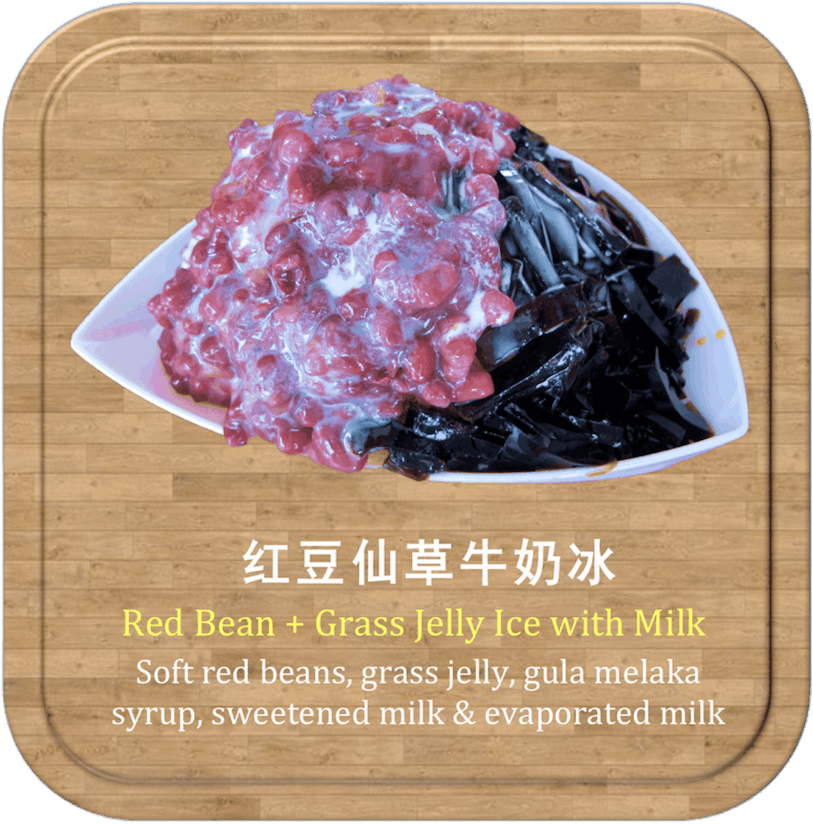 红豆仙草牛奶冰
Red Bean + Grass Jelly Ice with Milk
Soft red beans, grass jelly, gula melaka
syrup, sweetened milk & evaporated milk